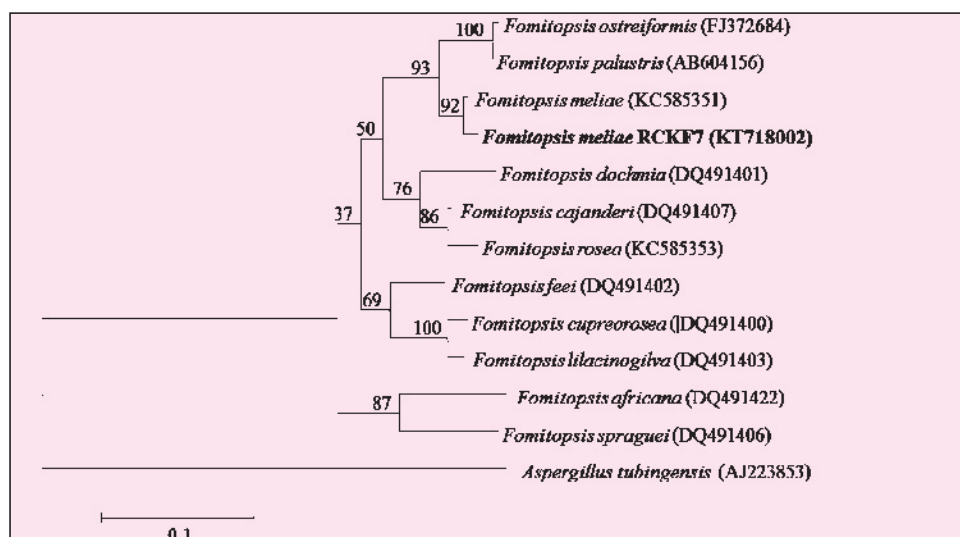 100 Fomitopsis ostreiformis (FJ372684)
93 Fomitopsis palustris (AB604156)
92 Fomitopsis meliae (KC585351)
50 Fomitopsis meliae RCKF7 (KT718002)
76 Fomitopsis dochmia (DQ491401)
37 86 Fomitopsis cajanderi (DQ491407)
Fomitopsis rosea (KC585353)
69 Fomitopsis feei (DQ491402)
100 Fomitopsis cupreorosea (DQ491400)
Fomitopsis lilacinogilva (DQ491403)
87 Fomitopsis africana (DQ491422)
Fomitopsis spraguei (DQ491406)
Aspergillus tubingensis (AJ223853)
0.1